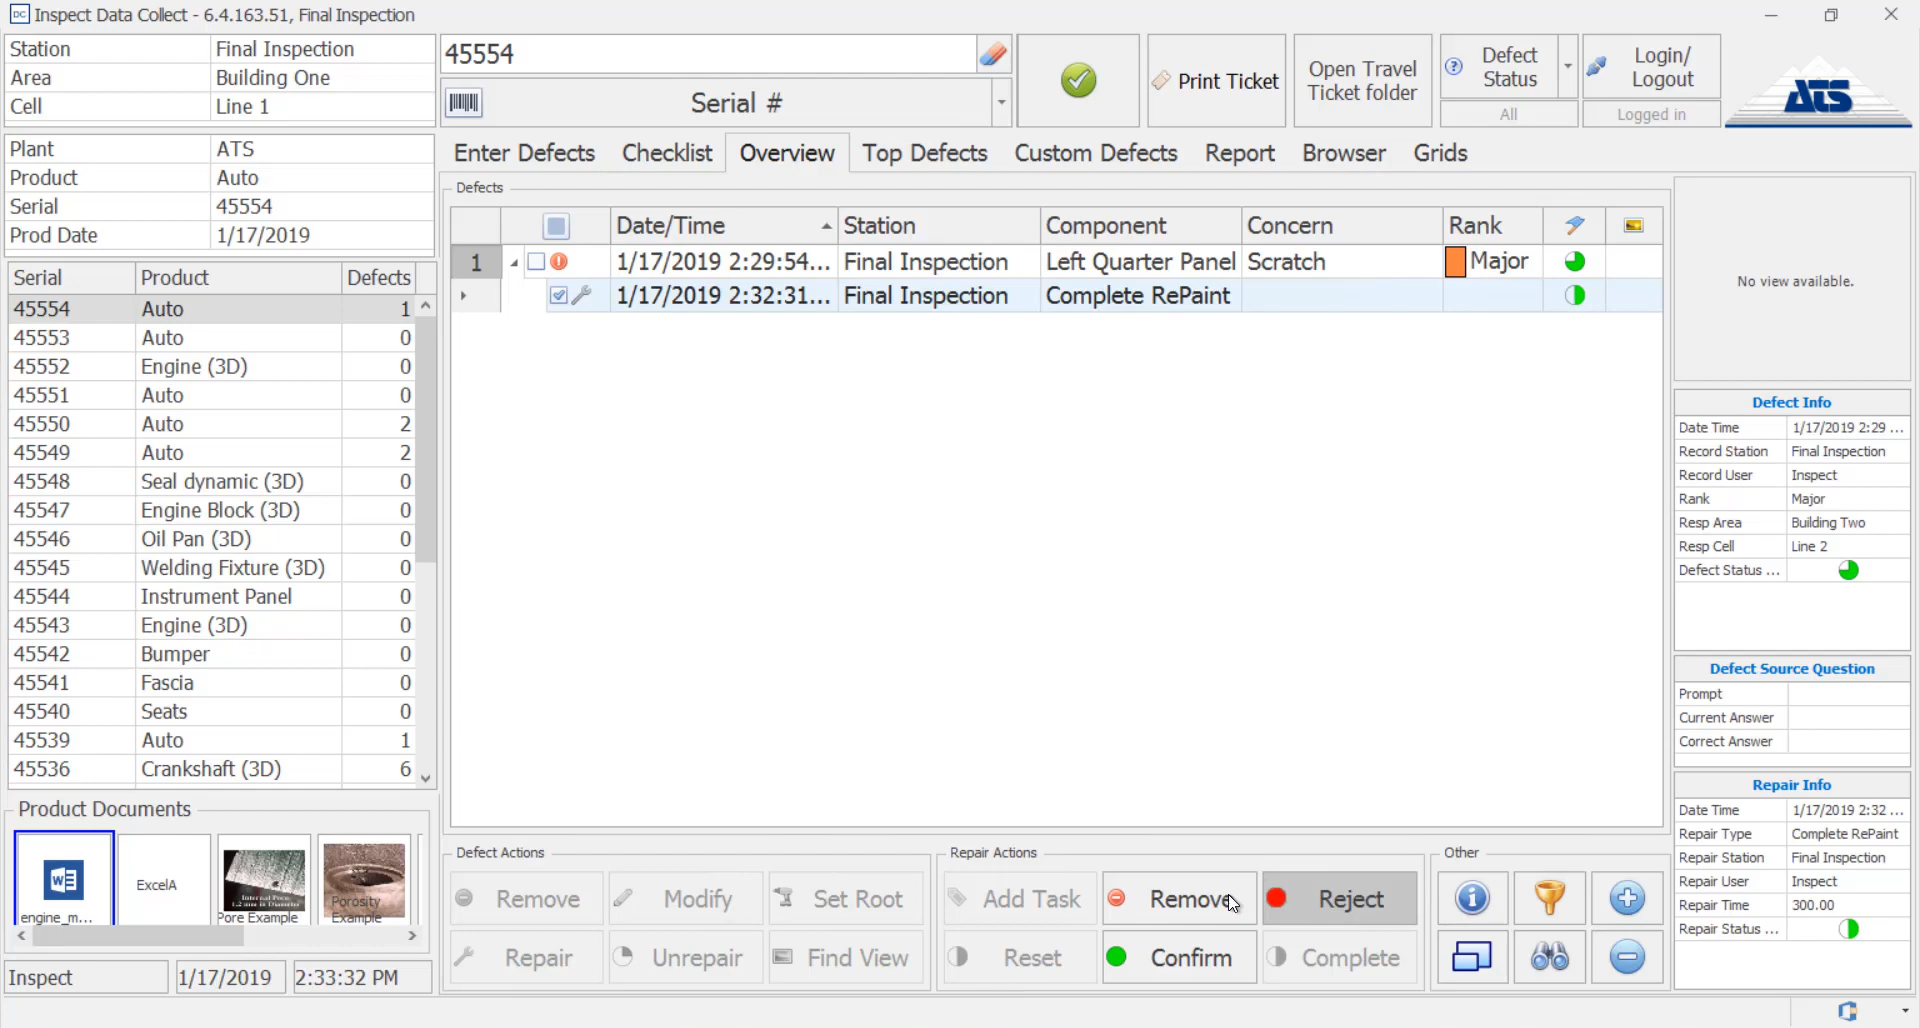 DC Inspect Data Collect - 6.4.163.51, Final Inspection
Station Final Inspection
Area Building One
Cell Line 1
Plant ATS
Product Auto
Serial 45554
Prod Date 1/17/2019
45554
Serial #
Print Ticket
Open Travel
Ticket folder
Defect
Status
All
Login/
Logout
Logged in
ATS
Enter Defects Checklist Overview Top Defects Custom Defects Report Browser Grids
Serial Product Defects
45554 Auto 1
45553 Auto 0
45552 Engine (3D) 0
45551 Auto 0
45550 Auto 2
45549 Auto 2
45548 Seal dynamic (3D) 0
45547 Engine Block (3D) 0
45546 Oil Pan (3D) 0
45545 Welding Fixture (3D) 0
45544 Instrument Panel 0
45543 Engine (3D) 0
45542 Bumper 0
45541 Fascia 0
45540 Seats 0
45539 Auto 1
45536 Crankshaft (3D) 6
Product Documents
engine_m...
ExcelA
Internal Pore
1.2 mm in Diameter
Pore Example
Porosity
Example
Inspect 1/17/2019 2:33:32 PM
Defects
Date/Time Station Component Concern Rank
1 1/17/2019 2:29:54... Final Inspection Left Quarter Panel Scratch Major
1/17/2019 2:32:31... Final Inspection Complete RePaint
Defect Actions
Remove Modify Set Root
Repair Unrepair Find View
Repair Actions
Add Task Remove Reject
Reset Confirm Complete
Other
No view available.
Defect Info
Date Time 1/17/2019 2:29 ...
Record Station Final Inspection
Record User Inspect
Rank Major
Resp Area Building Two
Resp Cell Line 2
Defect Status ...
Defect Source Question
Prompt
Current Answer
Correct Answer
Repair Info
Date Time 1/17/2019 2:32 ...
Repair Type Complete RePaint
Repair Station Final Inspection
Repair User Inspect
Repair Time 300.00
Repair Status ...